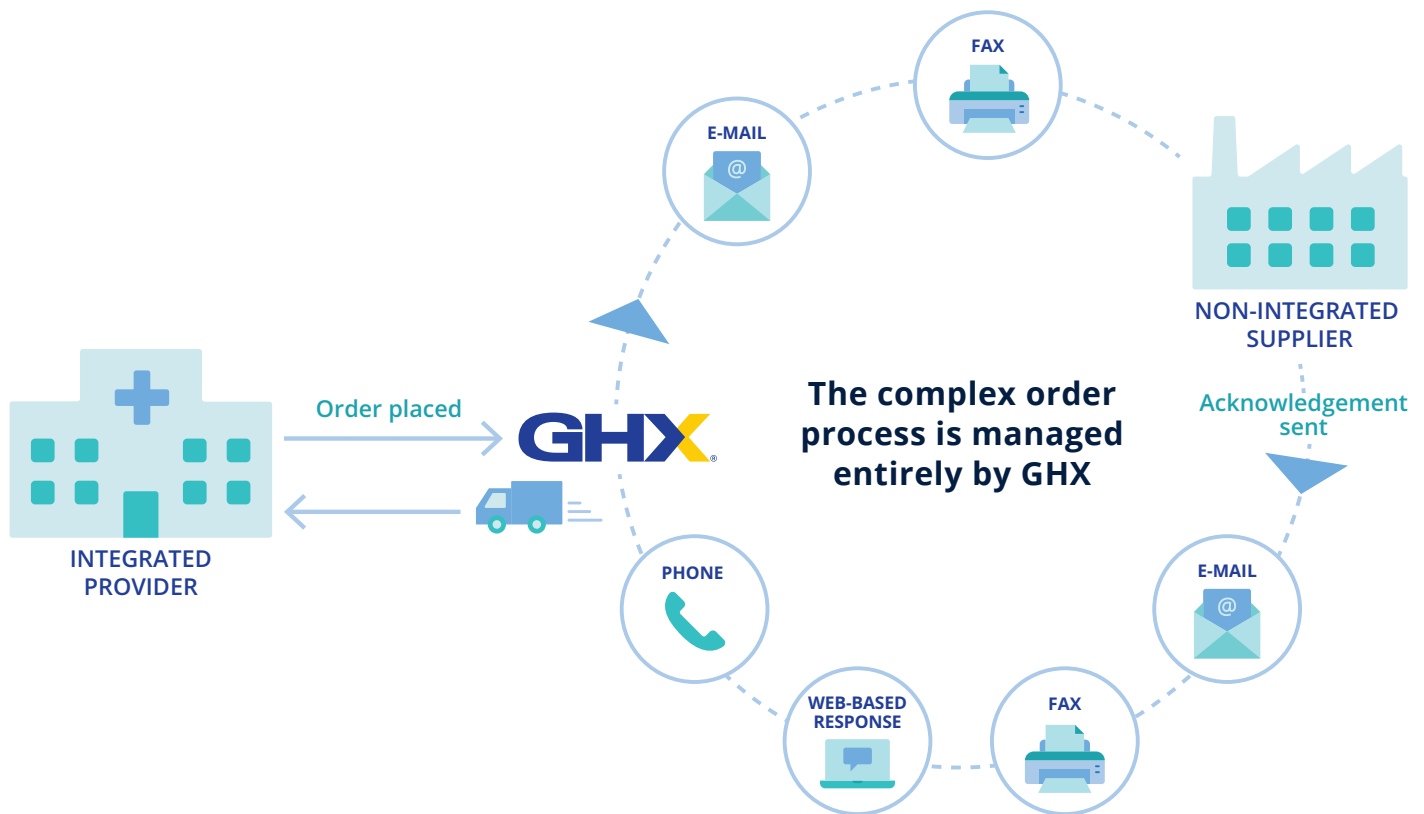 FAX
E-MAIL
@
NON-INTEGRATED
SUPPLIER
The complex order
process is managed
entirely by GHX
Order placed
GHX®
Acknowledgement
sent
INTEGRATED
PROVIDER
PHONE
E-MAIL
@
WEB-BASED
RESPONSE
FAX